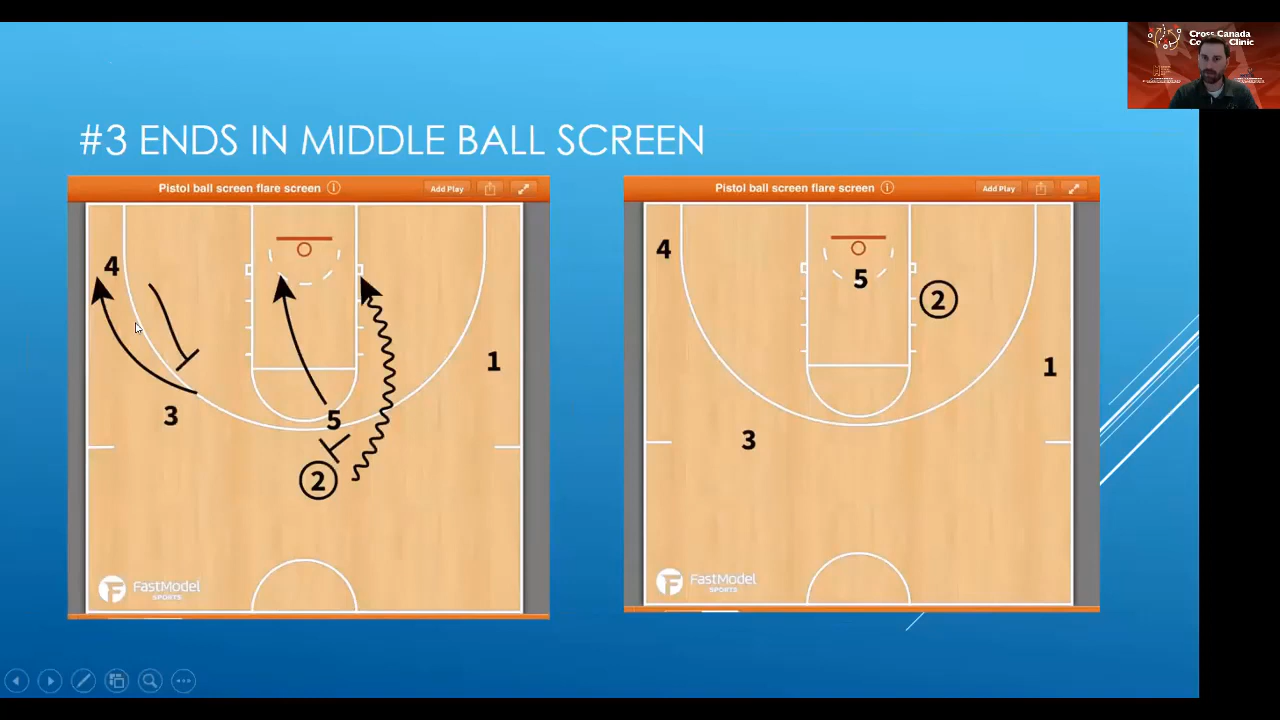 Cross Canada
#3 ENDS IN MIDDLE BALL SCREEN
Pistol ball screen flare screen
Add Play
4
1
3
5
2
FastModel
SPORTS
Pistol ball screen flare screen
Add Play
4
5
2
1
3
FastModel
SPORTS